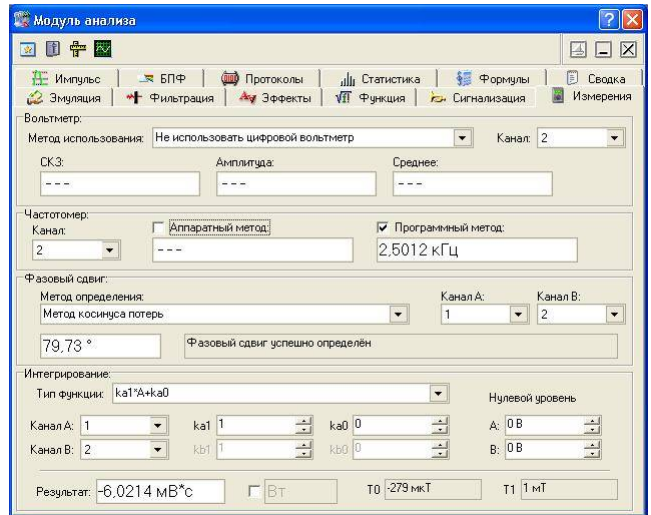 Модуль анализа
Импульс БПФ Протоколы Статистика Формулы Сводка
Эмуляция Фильтрация Эффекты Функция Сигнализация Измерения
Вольтметр:
Метод использования: Не использовать цифровой вольтметр Канал: 2
СКЗ: Амплитуда: Среднее:
--- --- ---
Частотомер:
Канал: Аппаратный метод: Программный метод:
2 --- 2,5012 кГц
Фазовый сдвиг:
Метод определения: Канал A: Канал B:
Метод косинуса потерь 1 2
79,73 ° Фазовый сдвиг успешно определён
Интегрирование:
Тип функции: ka1*A+ka0 Нулевой уровень
Канал A: 1 ka1 1 ka0 0 A: 0 В
Канал B: 2 kb1 1 kb0 0 B: 0 В
Результат: -6,0214 мВ*с Вт T0 -279 мкТ T1 1 мТ